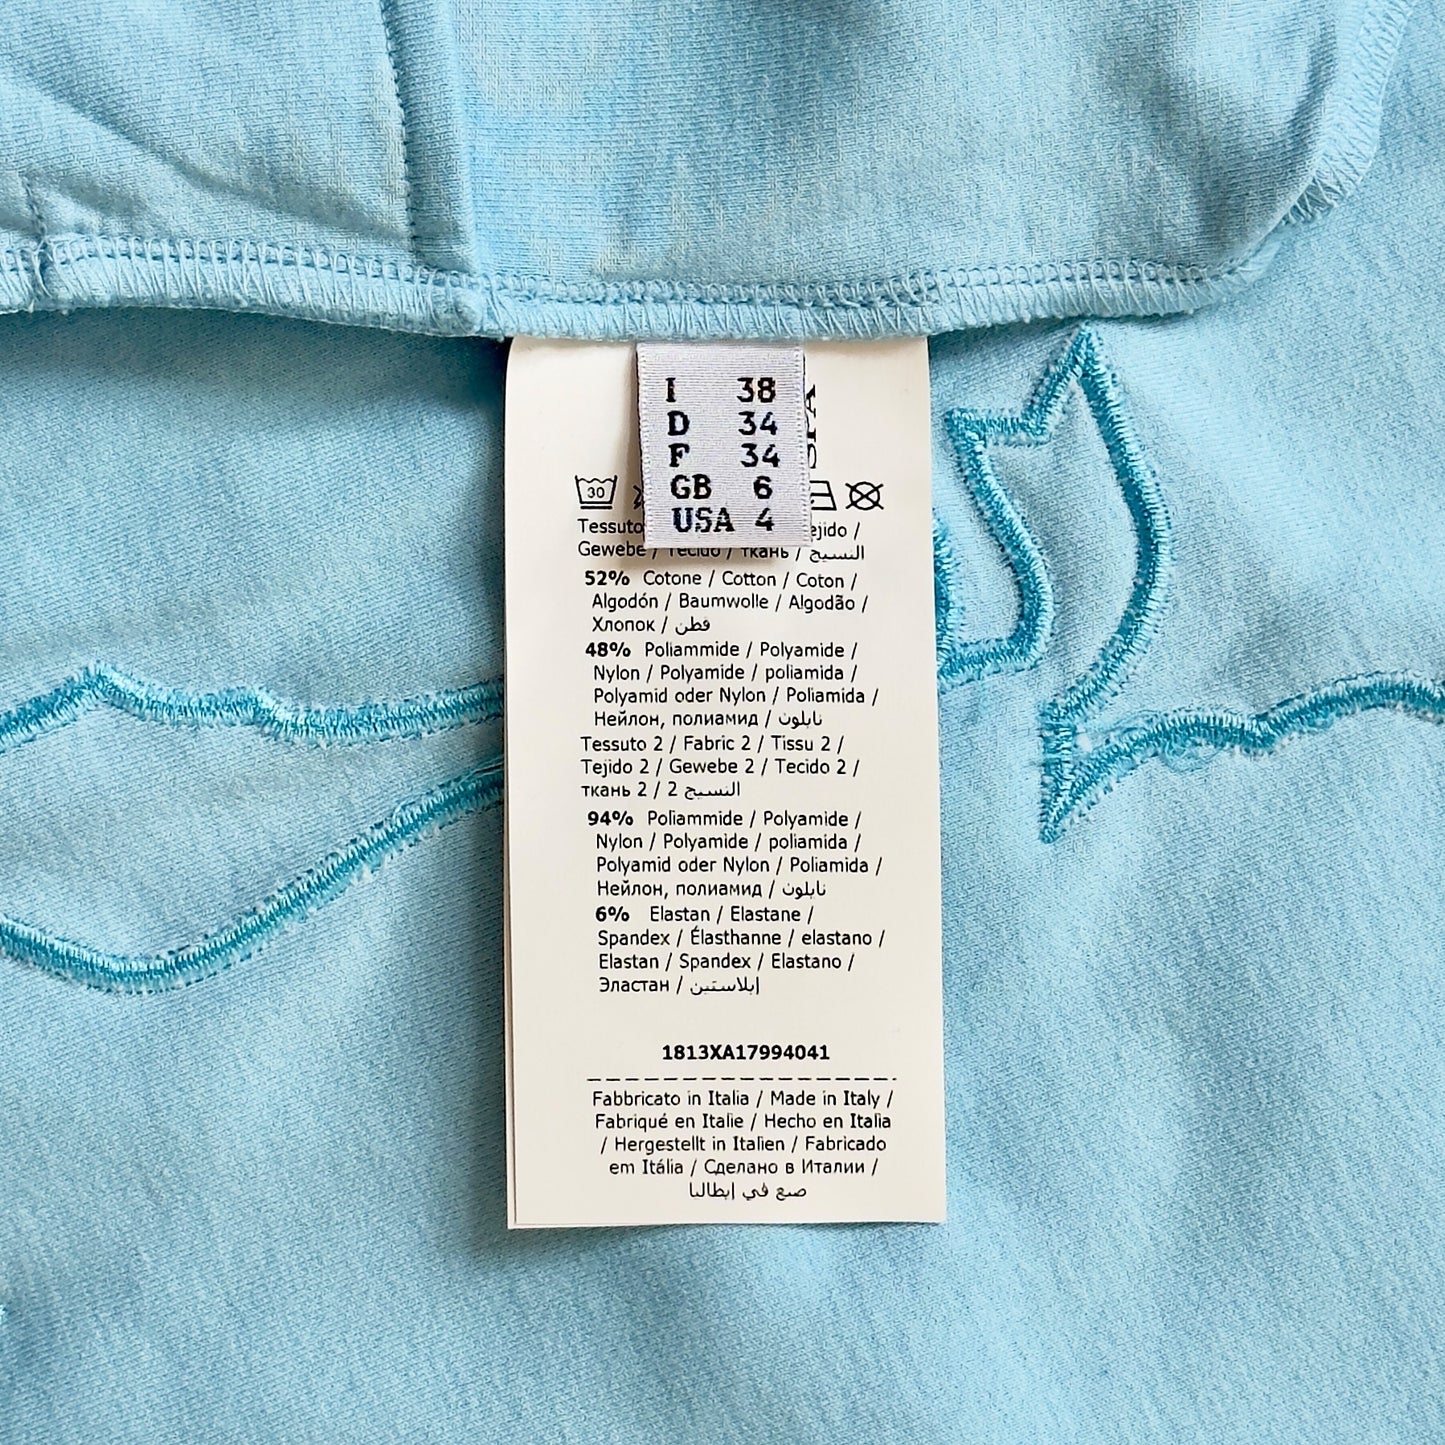 I 38
D 34
F 34
GB 6
USA 4
SPA
30
Tessuto ejido /
Gewebe / Tecido / ткань / النسيج
52% Cotone / Cotton / Coton /
Algodón / Baumwolle / Algodão /
Хлопок / قطن
48% Poliammide / Polyamide /
Nylon / Polyamide / poliamida /
Polyamid oder Nylon / Poliamida /
Нейлон, полиамид / نايلون
Tessuto 2 / Fabric 2 / Tissu 2 /
Tejido 2 / Gewebe 2 / Tecido 2 /
ткань 2 / 2 النسيج
94% Poliammide / Polyamide /
Nylon / Polyamide / poliamida /
Polyamid oder Nylon / Poliamida /
Нейлон, полиамид / نايلون
6% Elastan / Elastane /
Spandex / Élasthanne / elastano /
Elastan / Spandex / Elastano /
Эластан / إيلاستين
1813XA17994041
Fabbricato in Italia / Made in Italy /
Fabriqué en Italie / Hecho en Italia
/ Hergestellt in Italien / Fabricado
em Itália / Сделано в Италии /
صنع في إيطاليا